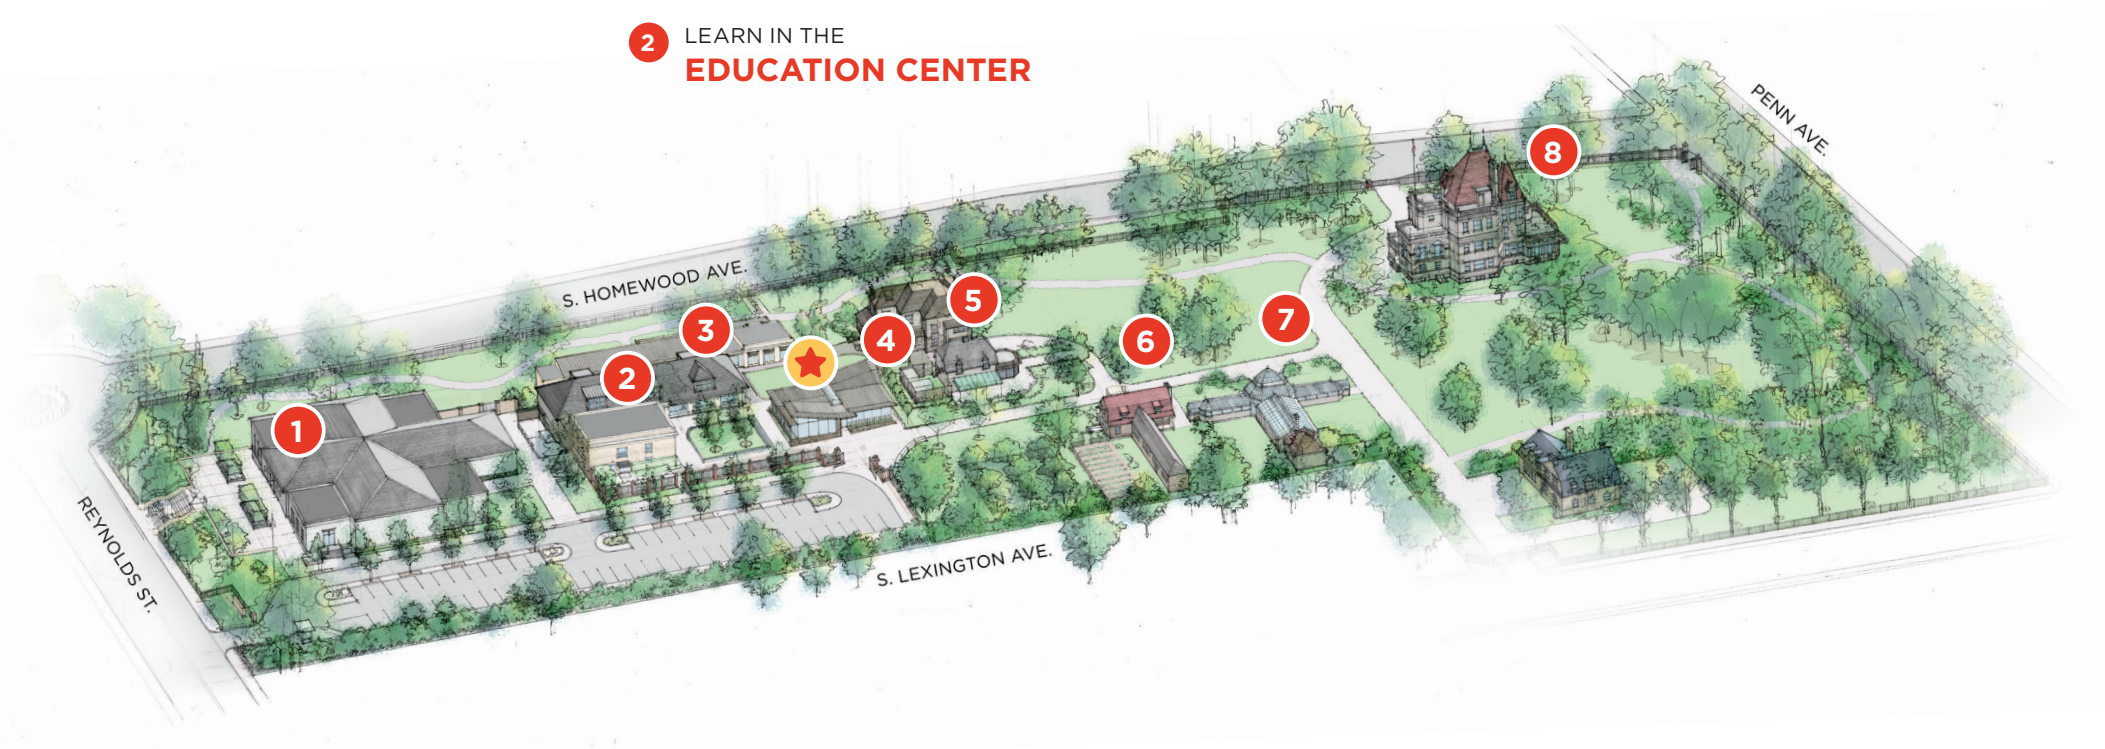 2 LEARN IN THE
EDUCATION CENTER
PENN AVE.
8
S. HOMEWOOD AVE.
5
3
7
4
6
2
1
REYNOLDS ST.
S. LEXINGTON AVE.